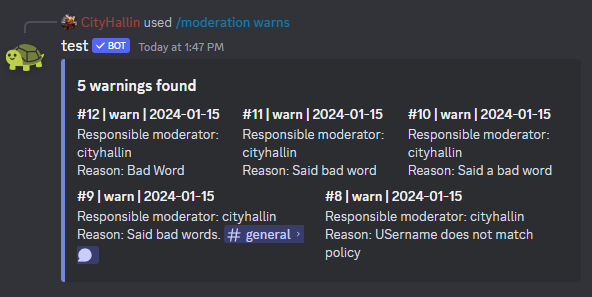 CityHallin used /moderation warns
test ✓ BOT Today at 1:47 PM
5 warnings found
#12 | warn | 2024-01-15
Responsible moderator:
cityhallin
Reason: Bad Word
#11 | warn | 2024-01-15
Responsible moderator:
cityhallin
Reason: Said bad word
#10 | warn | 2024-01-15
Responsible moderator:
cityhallin
Reason: Said a bad word
#9 | warn | 2024-01-15
Responsible moderator: cityhallin
Reason: Said bad words. # general ›
#8 | warn | 2024-01-15
Responsible moderator: cityhallin
Reason: USername does not match
policy